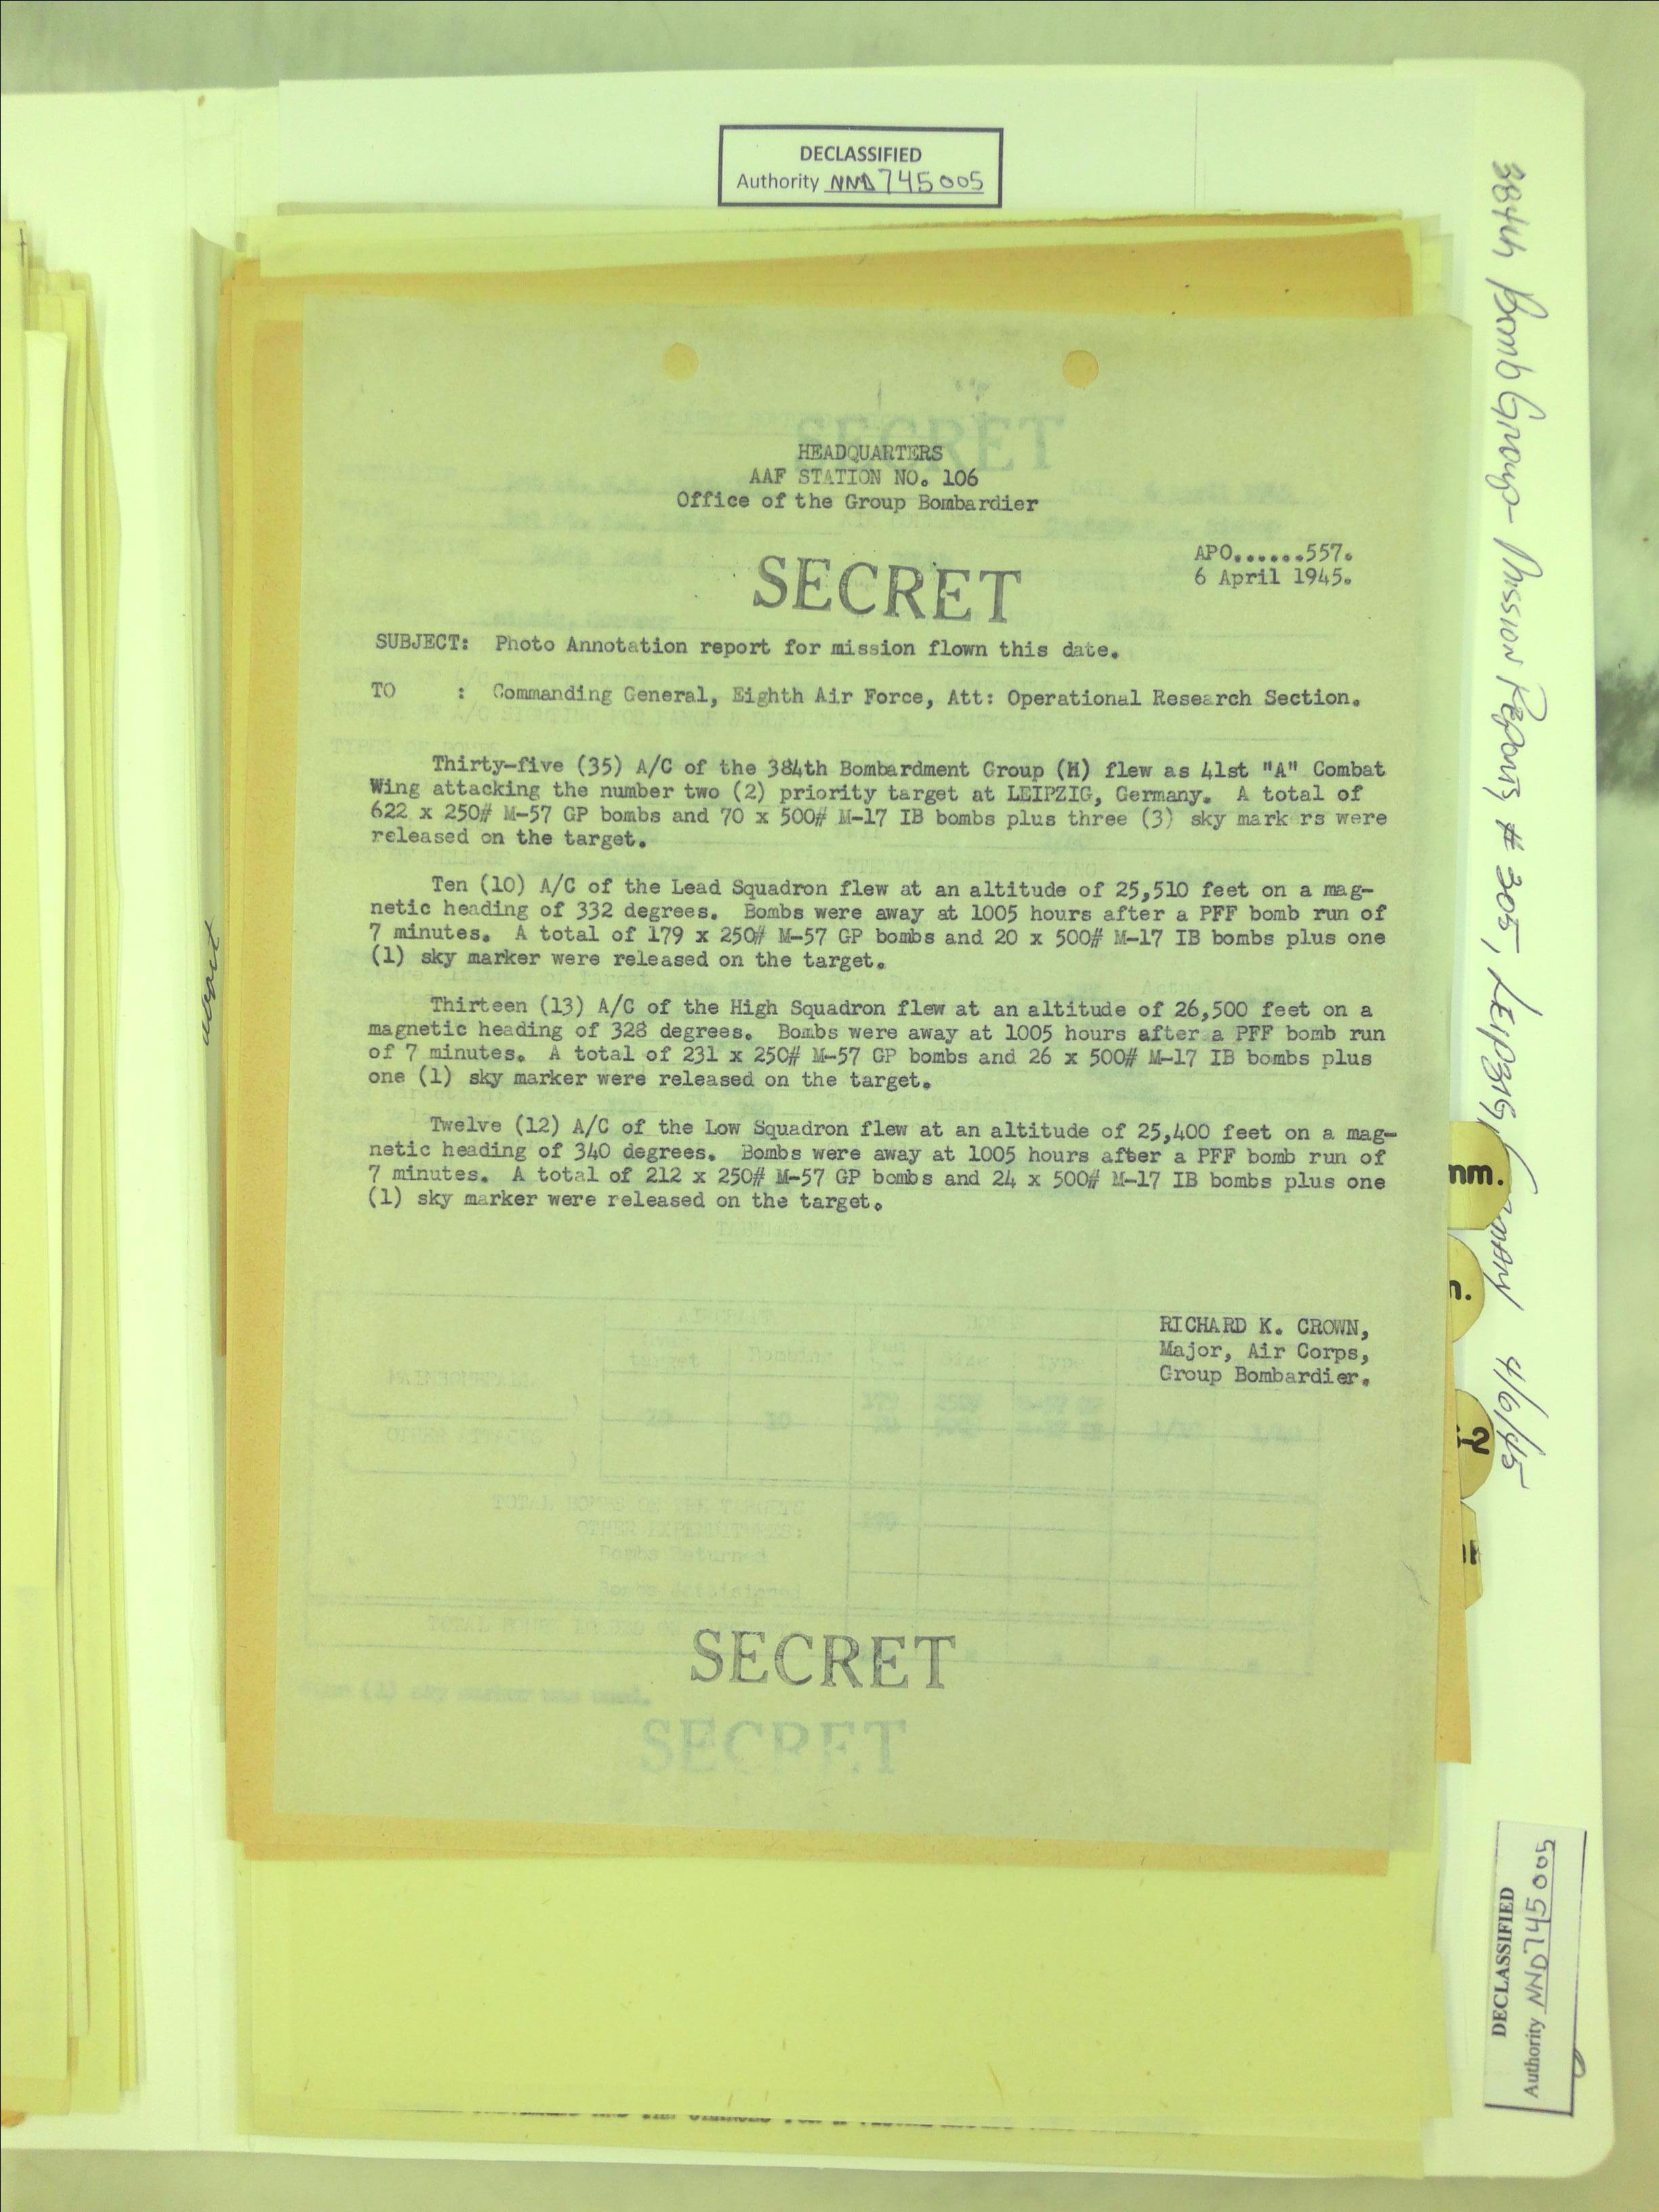 DECLASSIFIED
Authority NND 745005
HEADQUARTERS
AAF STATION NO. 106
Office of the Group Bombardier
APO......557.
6 April 1945.
SECRET
SUBJECT: Photo Annotation report for mission flown this date.
TO : Commanding General, Eighth Air Force, Att: Operational Research Section.
Thirty-five (35) A/C of the 384th Bombardment Group (H) flew as 41st "A" Combat
Wing attacking the number two (2) priority target at LEIPZIG, Germany. A total of
622 x 250# M-57 GP bombs and 70 x 500# M-17 IB bombs plus three (3) sky mark rs were
released on the target.
Ten (10) A/C of the Lead Squadron flew at an altitude of 25,510 feet on a mag-
netic heading of 332 degrees. Bombs were away at 1005 hours after a PFF bomb run of
7 minutes. A total of 179 x 250# M-57 GP bombs and 20 x 500# M-17 IB bombs plus one
(1) sky marker were released on the target.
Thirteen (13) A/C of the High Squadron flew at an altitude of 26,500 feet on a
magnetic heading of 328 degrees. Bombs were away at 1005 hours after a PFF bomb run
of 7 minutes. A total of 231 x 250# M-57 GP bombs and 26 x 500# M-17 IB bombs plus
one (1) sky marker were released on the target.
Twelve (12) A/C of the Low Squadron flew at an altitude of 25,400 feet on a mag-
netic heading of 340 degrees. Bombs were away at 1005 hours after a PFF bomb run of
7 minutes. A total of 212 x 250# M-57 GP bombs and 24 x 500# M-17 IB bombs plus one
(1) sky marker were released on the target.
RICHARD K. CROWN,
Major, Air Corps,
Group Bombardier.
SECRET
SECRET
384th Bomb Group - Mission Reports # 305, Leipzig, 4/6/45
nm.
n.
-2
DECLASSIFIED
Authority NND 745005